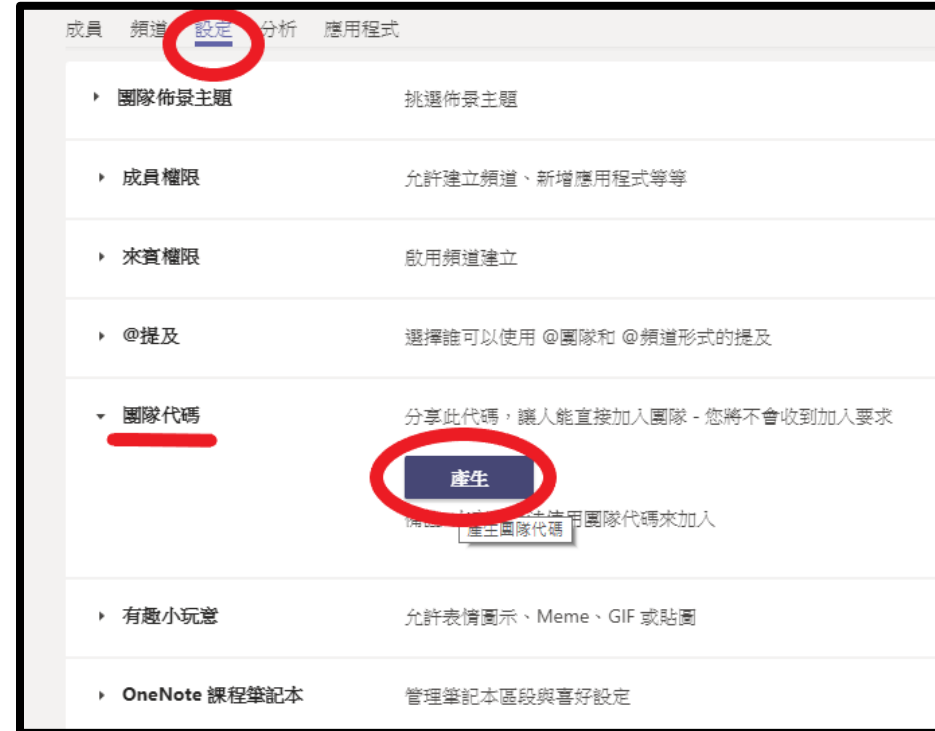 成員 頻道 設定 分析 應用程式
團隊佈景主題 挑選佈景主題
成員權限 允許建立頻道、新增應用程式等等
來賓權限 啟用頻道建立
@提及 選擇誰可以使用 @團隊和 @頻道形式的提及
團隊代碼 分享此代碼，讓人能直接加入團隊 - 您將不會收到加入要求
產生
使用團隊代碼來加入
產生團隊代碼
有趣小玩意 允許表情圖示、Meme、GIF 或貼圖
OneNote 課程筆記本 管理筆記本區段與喜好設定